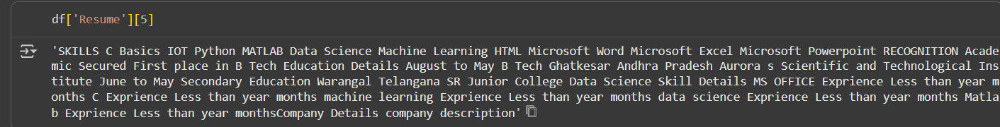 df['Resume'][5]
'SKILLS C Basics IOT Python MATLAB Data Science Machine Learning HTML Microsoft Word Microsoft Excel Microsoft Powerpoint RECOGNITION Acade
mic Secured First place in B Tech Education Details August to May B Tech Ghatkesar Andhra Pradesh Aurora s Scientific and Technological Ins
titute June to May Secondary Education Warangal Telangana SR Junior College Data Science Skill Details MS OFFICE Exprience Less than year m
onths C Exprience Less than year months machine learning Exprience Less than year months data science Exprience Less than year months Matla
b Exprience Less than year monthsCompany Details company description'